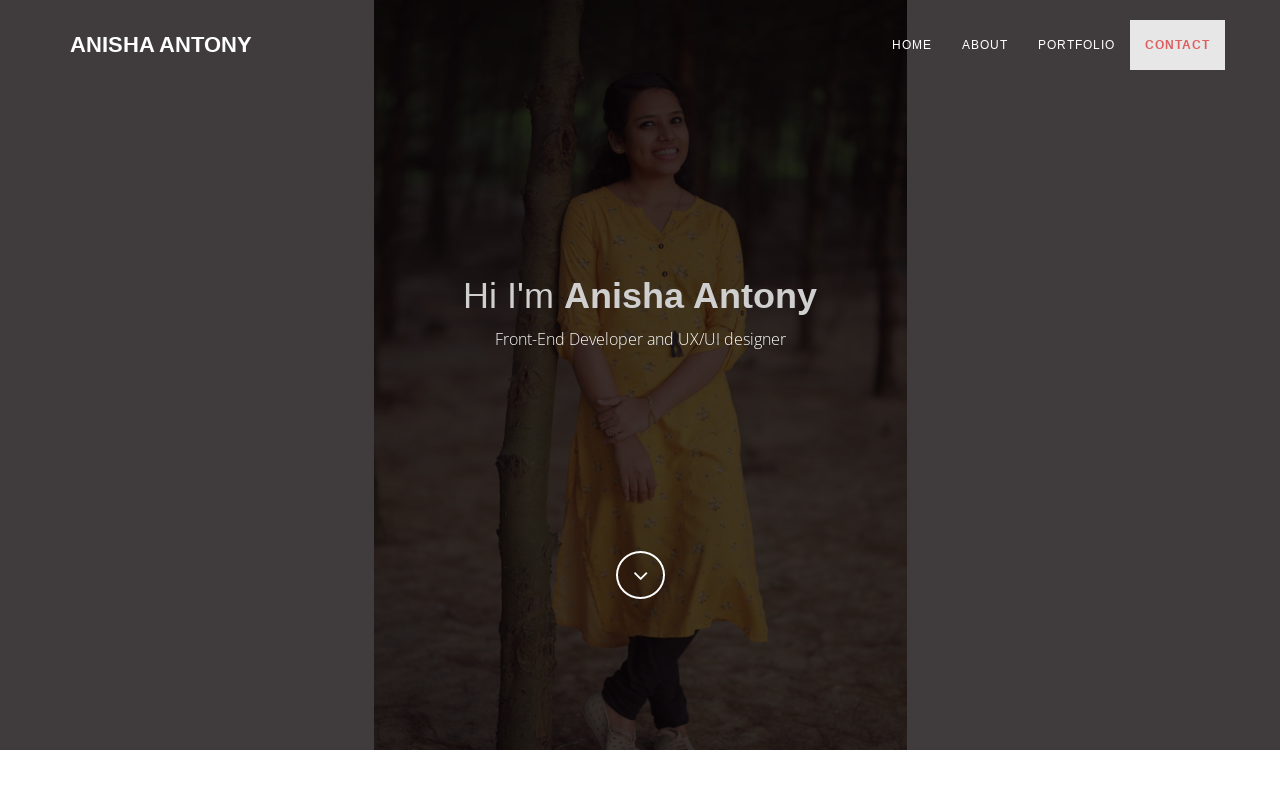 ANISHA ANTONY
HOME ABOUT PORTFOLIO CONTACT
Hi I'm Anisha Antony
Front-End Developer and UX/UI designer